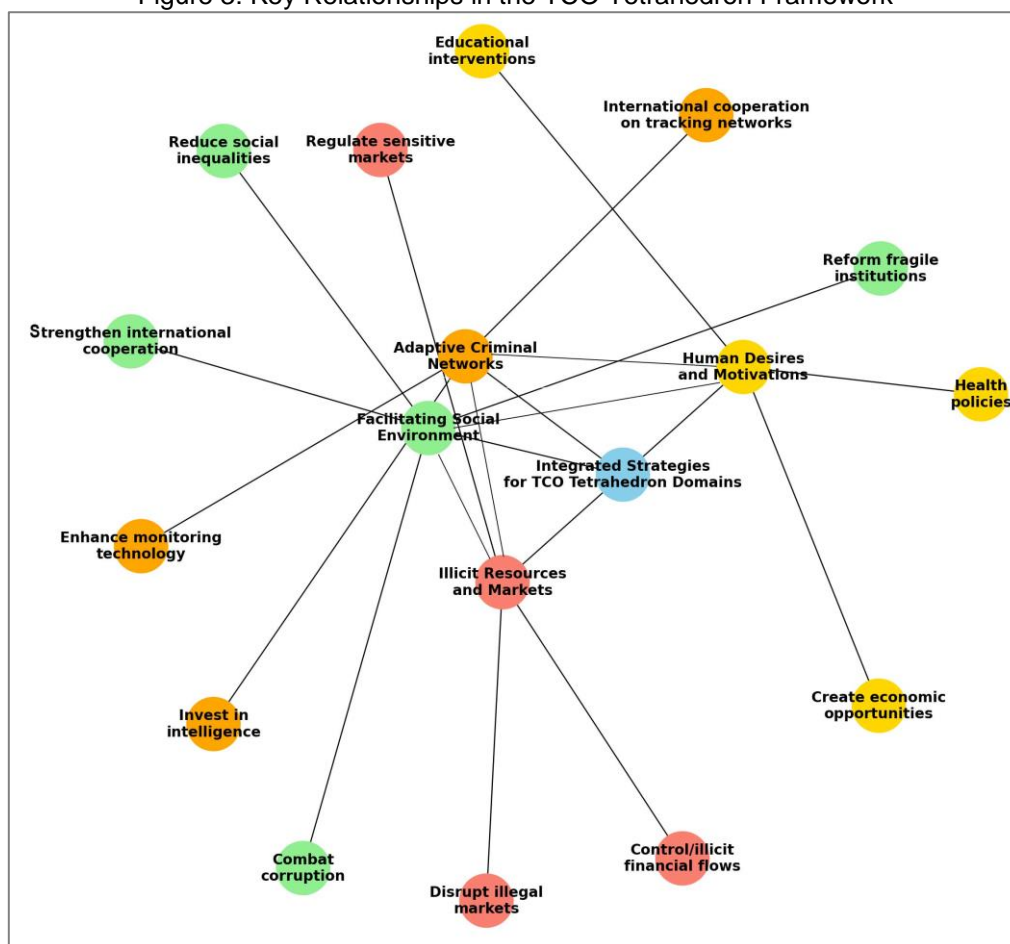 Figure 3: Key Relationships in the TCO Tetrahedron Framework
Educational
interventions
International cooperation
on tracking networks
Reduce social
inequalities
Regulate sensitive
markets
Reform fragile
institutions
Strengthen international
cooperation
Adaptive Criminal
Networks
Human Desires
and Motivations
Health
policies
Facilitating Social
Environment
Integrated Strategies
for TCO Tetrahedron Domains
Enhance monitoring
technology
Illicit Resources
and Markets
Invest in
intelligence
Create economic
opportunities
Combat
corruption
Control/illicit
financial flows
Disrupt illegal
markets